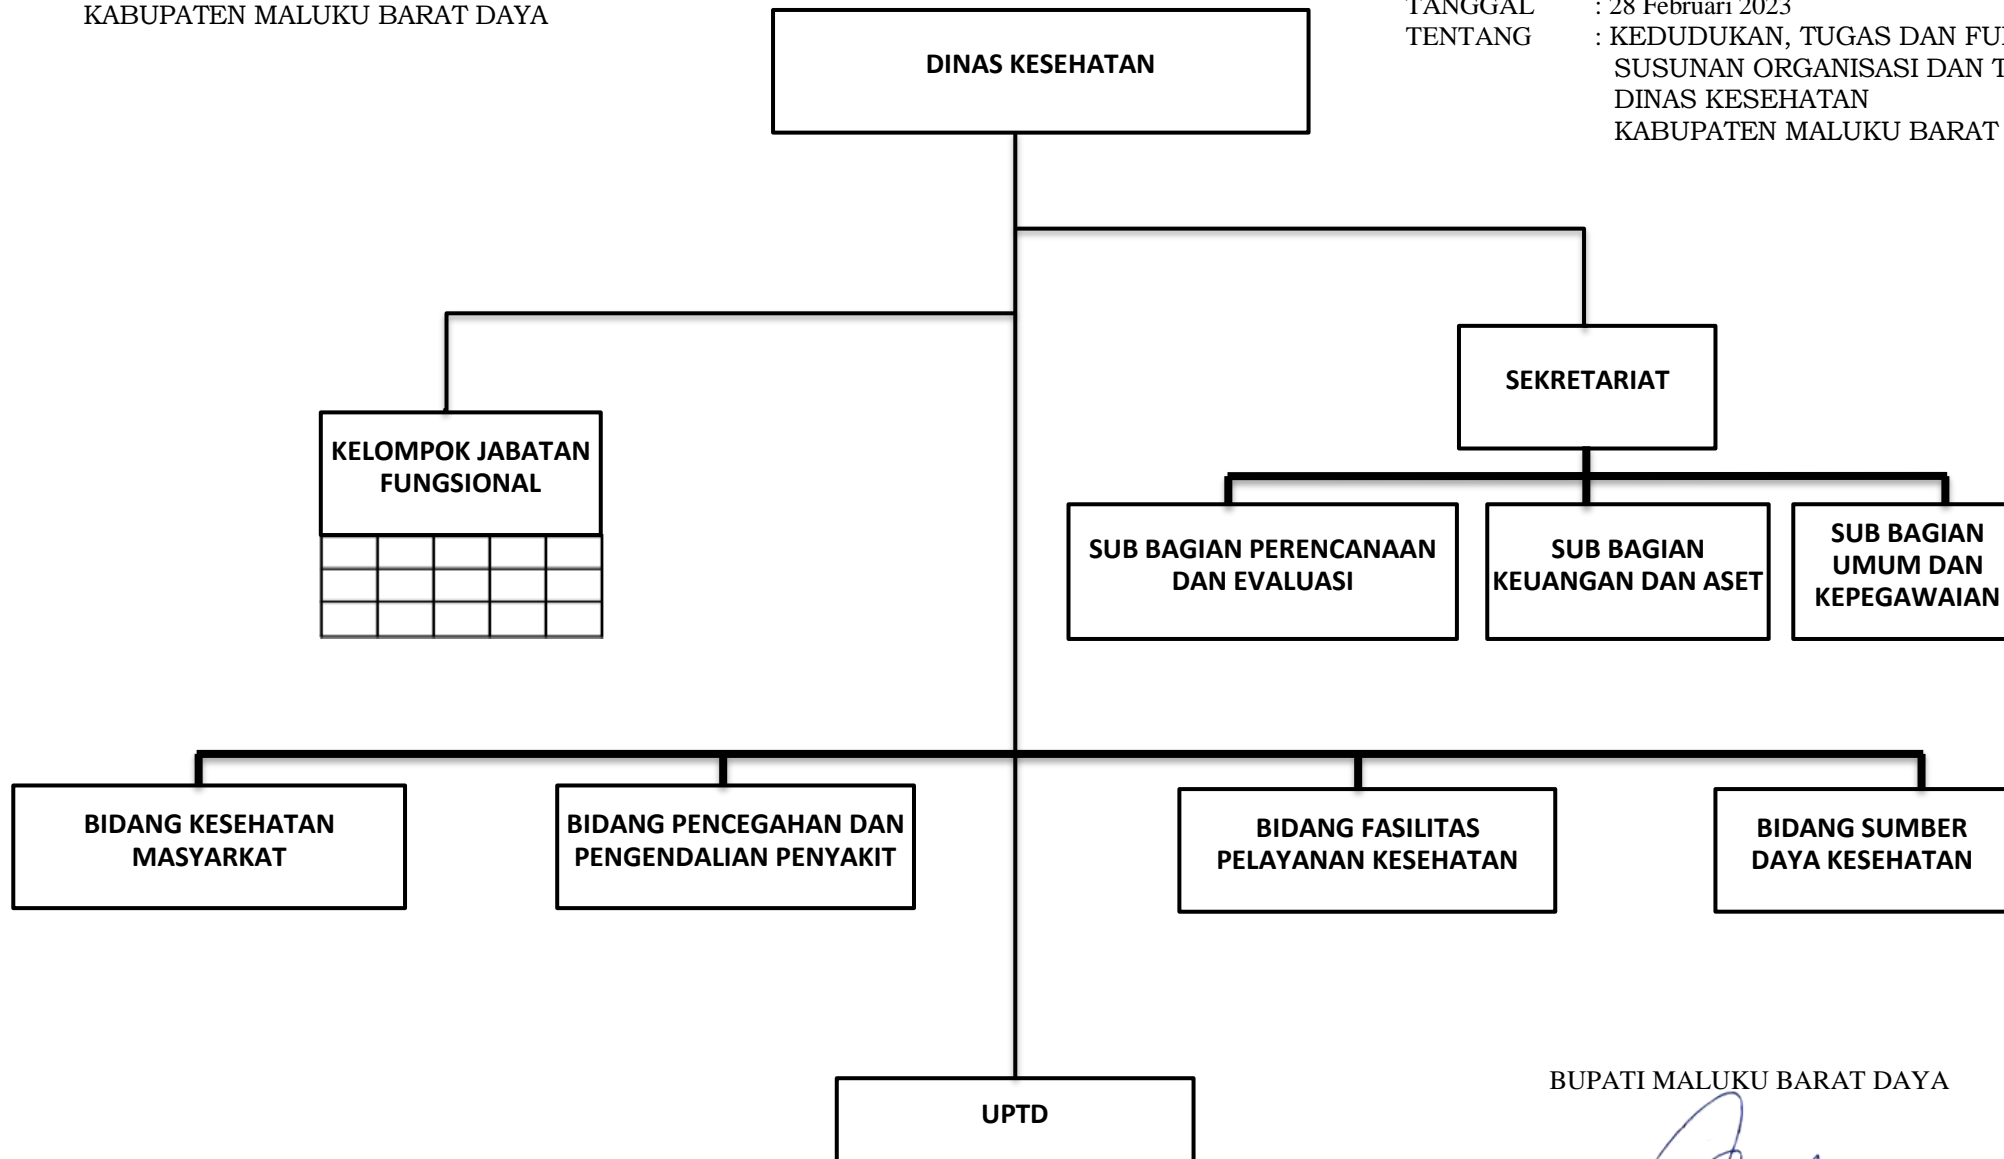 KABUPATEN MALUKU BARAT DAYA
TANGGAL : 28 Februari 2023
TENTANG : KEDUDUKAN, TUGAS DAN
SUSUNAN ORGANISASI DAN
DINAS KESEHATAN
KABUPATEN MALUKU BARAT
DINAS KESEHATAN
SEKRETARIAT
KELOMPOK JABATAN
FUNGSIONAL
SUB BAGIAN PERENCANAAN
DAN EVALUASI
SUB BAGIAN
KEUANGAN DAN ASET
SUB BAGIAN
UMUM DAN
KEPEGAWAIAN
BIDANG KESEHATAN
MASYARKAT
BIDANG PENCEGAHAN DAN
PENGENDALIAN PENYAKIT
BIDANG FASILITAS
PELAYANAN KESEHATAN
BIDANG SUMBER
DAYA KESEHATAN
UPTD
BUPATI MALUKU BARAT DAYA